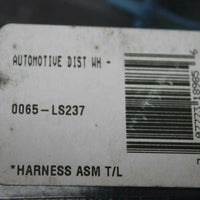 AUTOMOTIVE DIST WH -
0065-LS237
*HARNESS ASM T/L